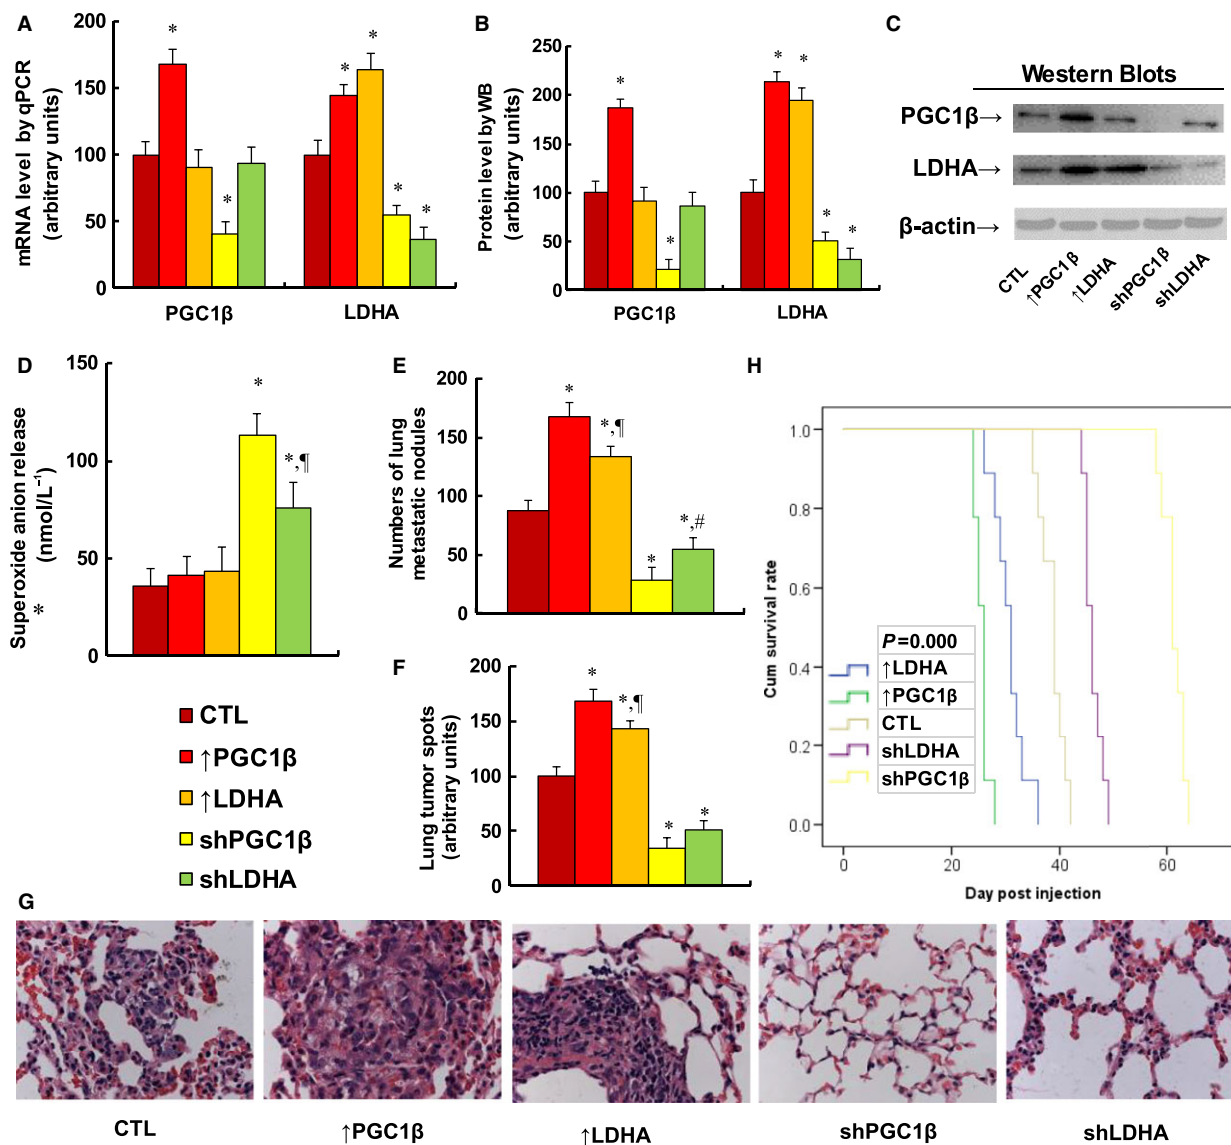 A
mRNA level by qPCR
(arbitrary units)
200
150
100
50
0
*
*
*
*
*
*
PGC1β
LDHA
B
Protein level by WB
(arbitrary units)
250
200
150
100
50
0
*
*
*
*
*
*
PGC1β
LDHA
C
Western Blots
PGC1β→
LDHA→
β-actin→
CTL
↑PGC1β
↑LDHA
shPGC1β
shLDHA
D
Superoxide anion release
(nmol/L⁻¹)
*
150
100
50
0
*
*,¶
CTL
↑PGC1β
↑LDHA
shPGC1β
shLDHA
E
Numbers of lung
metastatic nodules
200
150
100
50
0
*
*,¶
*
*,#
F
Lung tumor spots
(arbitrary units)
200
150
100
50
0
*
*,¶
*
*
H
Cum survival rate
1.0
0.8
0.6
0.4
0.2
0.0
P=0.000
↑LDHA
↑PGC1β
CTL
shLDHA
shPGC1β
0
20
40
60
Day post injection
G
CTL
↑PGC1β
↑LDHA
shPGC1β
shLDHA